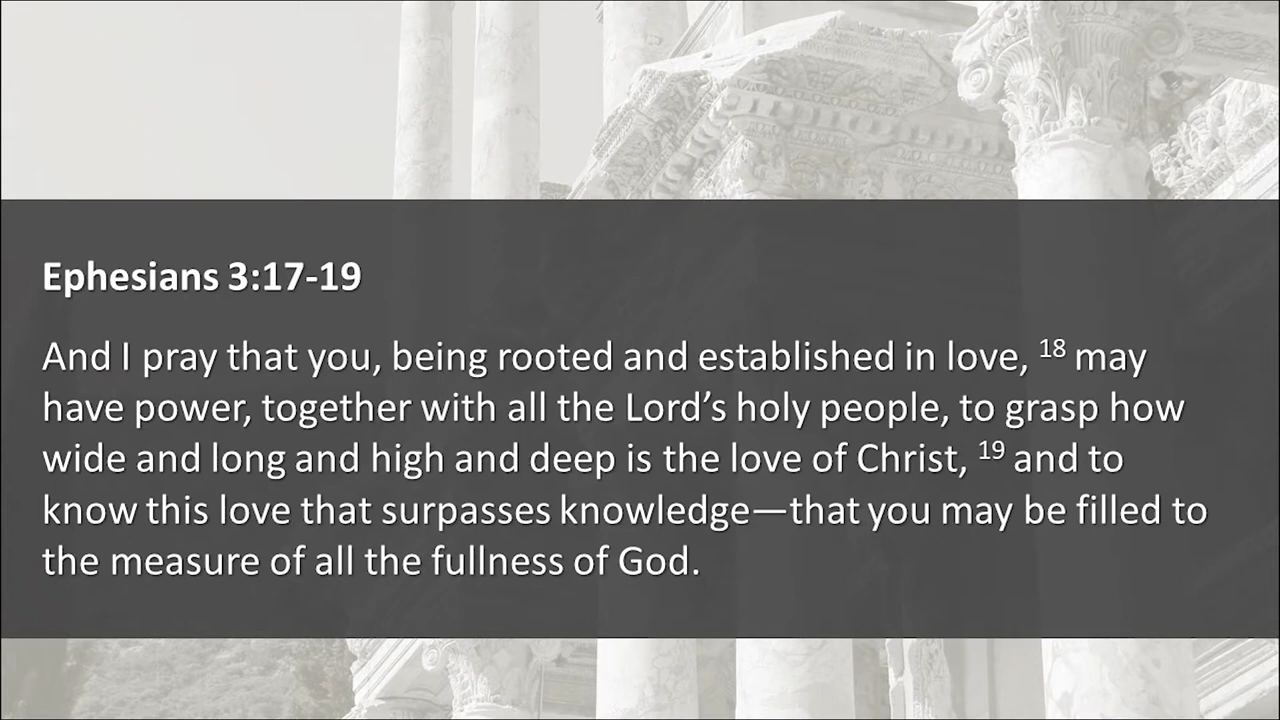 Ephesians 3:17-19
And I pray that you, being rooted and established in love, 18 may
have power, together with all the Lord’s holy people, to grasp how
wide and long and high and deep is the love of Christ, 19 and to
know this love that surpasses knowledge—that you may be filled to
the measure of all the fullness of God.